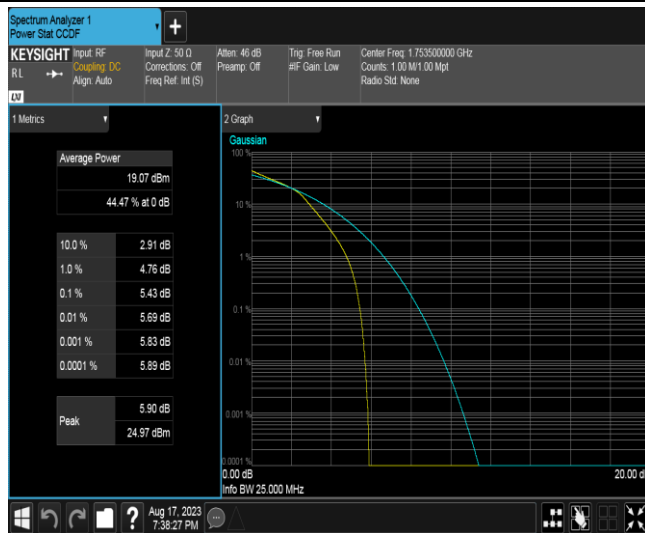 Spectrum Analyzer 1
Power Stat CCDF
+
KEYSIGHT
RL
LXI
Input: RF
Coupling: DC
Align: Auto
Input Z: 50 Ω
Corrections: Off
Freq Ref: Int (S)
Atten: 46 dB
Preamp: Off
Trig: Free Run
#IF Gain: Low
Center Freq: 1.753500000 GHz
Counts: 1.00 M/1.00 Mpt
Radio Std: None
1 Metrics
Average Power
19.07 dBm
44.47 % at 0 dB
10.0 % 2.91 dB
1.0 % 4.76 dB
0.1 % 5.43 dB
0.01 % 5.69 dB
0.001 % 5.83 dB
0.0001 % 5.89 dB
Peak
5.90 dB
24.97 dBm
2 Graph
Gaussian
100 %
10 %
1 %
0.1 %
0.01 %
0.001 %
0.0001 %
0.00 dB
20.00 d
Info BW 25.000 MHz
?
Aug 17, 2023
7:38:27 PM